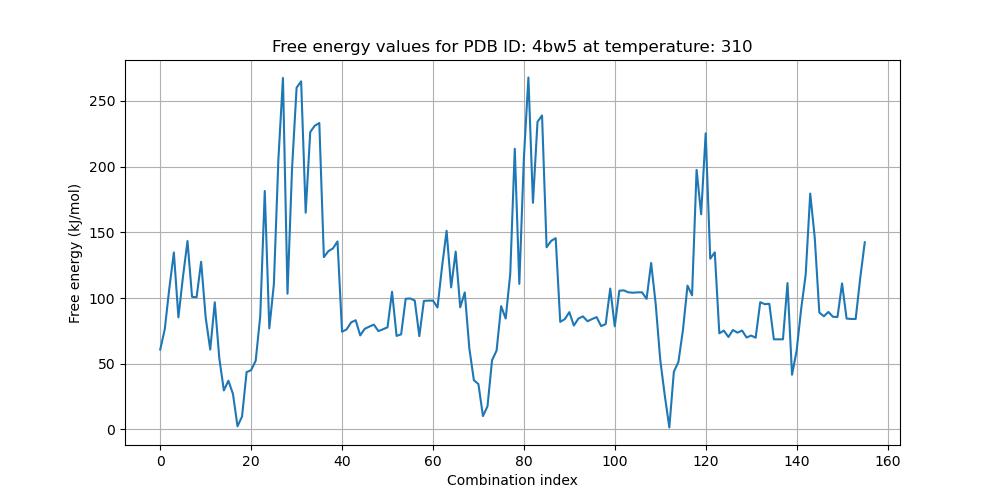 Free energy values for PDB ID: 4bw5 at temperature: 310
250
200
150
100
50
0
Free energy (kJ/mol)
0 20 40 60 80 100 120 140 160
Combination index